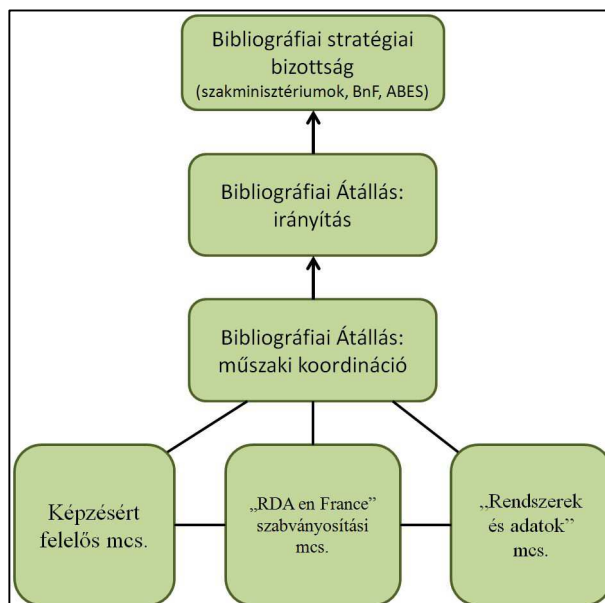 Bibliográfiai stratégiai
bizottság
(szakminisztériumok, BnF, ABES)
Bibliográfiai Átállás:
irányítás
Bibliográfiai Átállás:
műszaki koordináció
Képzésért
felelős mcs.
„RDA en France”
szabványosítási
mcs.
„Rendszerek
és adatok”
mcs.